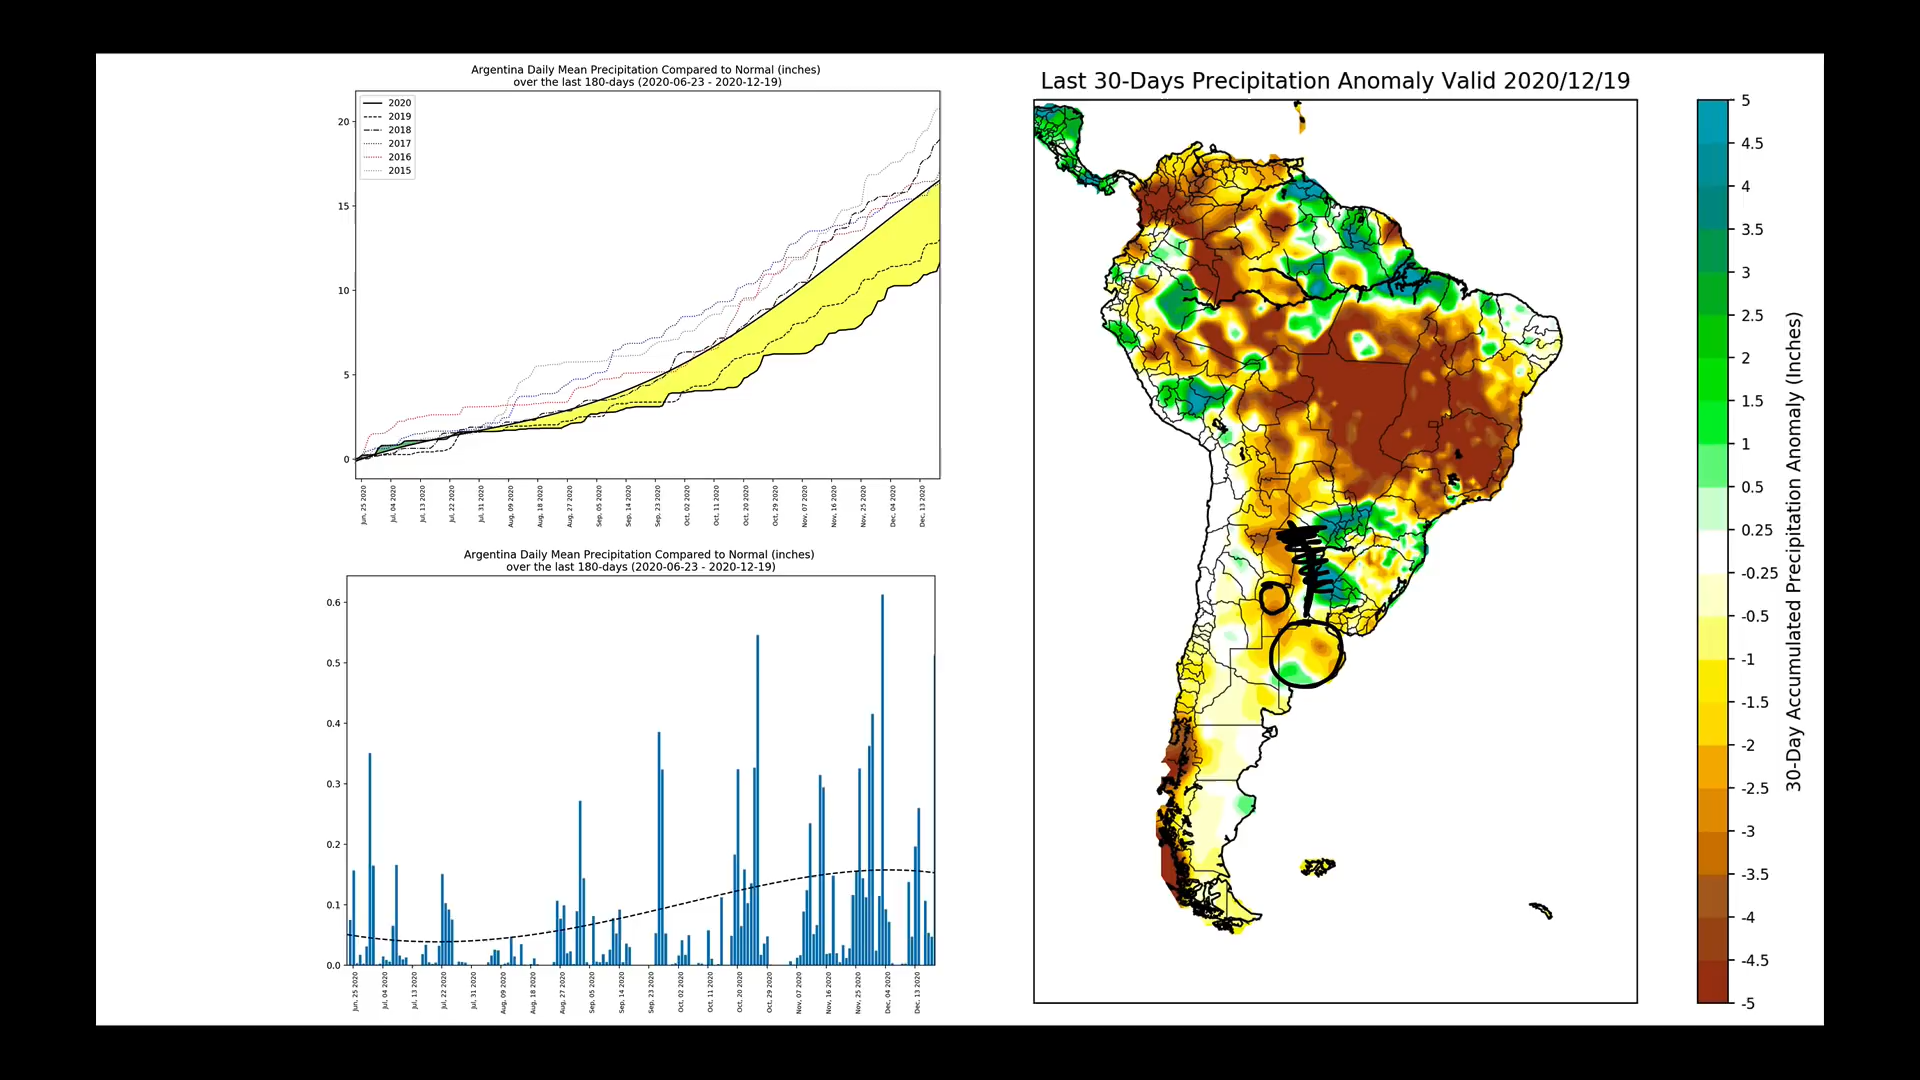 Argentina Daily Mean Precipitation Compared to Normal (inches)
over the last 180-days (2020-06-23 - 2020-12-19)
2020
2019
2018
2017
2016
2015
20
15
10
5
0
Jun, 25 2020
Jul, 04 2020
Jul, 13 2020
Jul, 22 2020
Jul, 31 2020
Aug, 09 2020
Aug, 18 2020
Aug, 27 2020
Sep, 05 2020
Sep, 14 2020
Sep, 23 2020
Oct, 02 2020
Oct, 11 2020
Oct, 20 2020
Oct, 29 2020
Nov, 07 2020
Nov, 16 2020
Nov, 25 2020
Dec, 04 2020
Dec, 13 2020
Argentina Daily Mean Precipitation Compared to Normal (inches)
over the last 180-days (2020-06-23 - 2020-12-19)
0.6
0.5
0.4
0.3
0.2
0.1
0.0
Jun, 25 2020
Jul, 04 2020
Jul, 13 2020
Jul, 22 2020
Jul, 31 2020
Aug, 09 2020
Aug, 18 2020
Aug, 27 2020
Sep, 05 2020
Sep, 14 2020
Sep, 23 2020
Oct, 02 2020
Oct, 11 2020
Oct, 20 2020
Oct, 29 2020
Nov, 07 2020
Nov, 16 2020
Nov, 25 2020
Dec, 04 2020
Dec, 13 2020
Last 30-Days Precipitation Anomaly Valid 2020/12/19
5
4.5
4
3.5
3
2.5
2
1.5
1
0.5
0.25
-0.25
-0.5
-1
-1.5
-2
-2.5
-3
-3.5
-4
-4.5
-5
30-Day Accumulated Precipitation Anomaly (Inches)